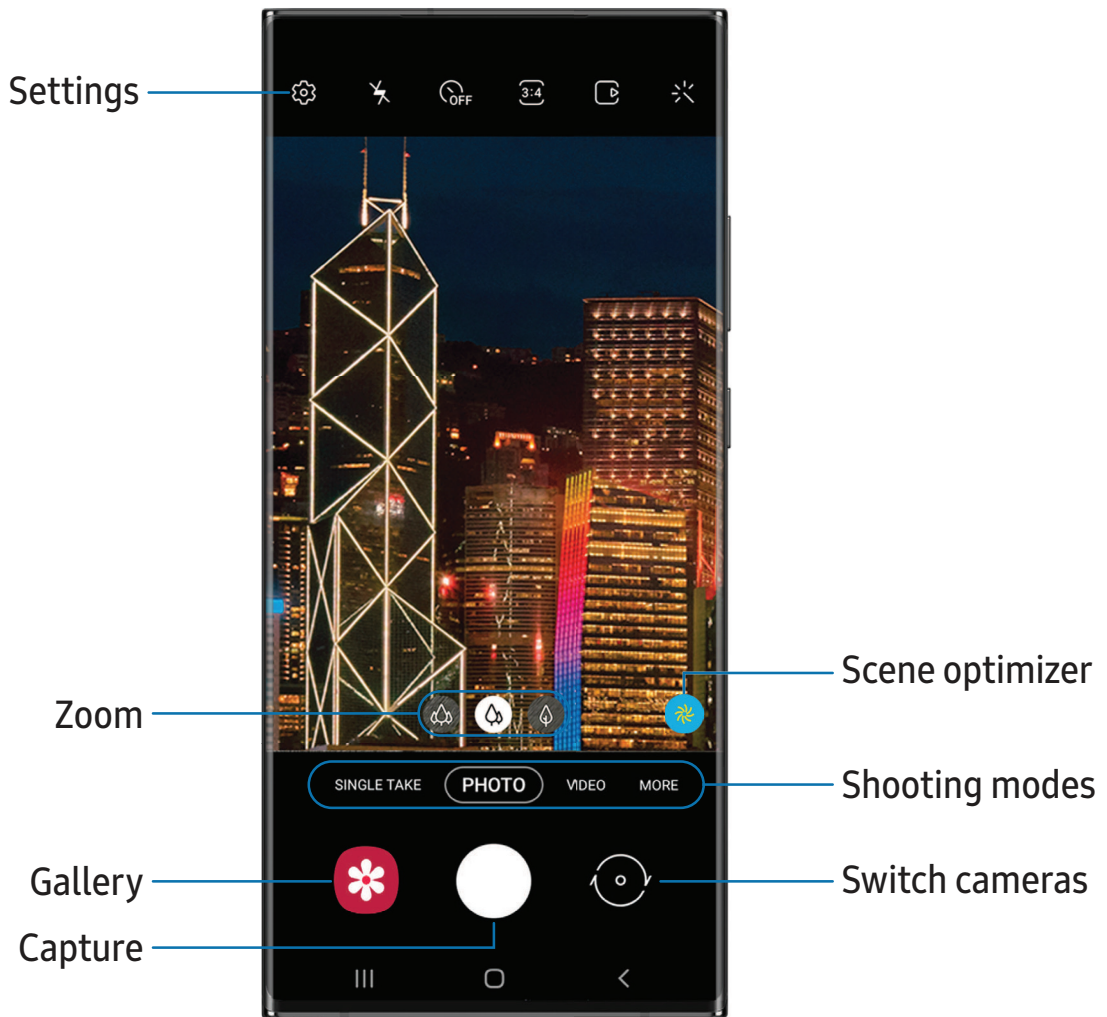 Settings
OFF
3:4
Zoom
Scene optimizer
SINGLE TAKE
PHOTO
VIDEO
MORE
Shooting modes
Gallery
Switch cameras
Capture